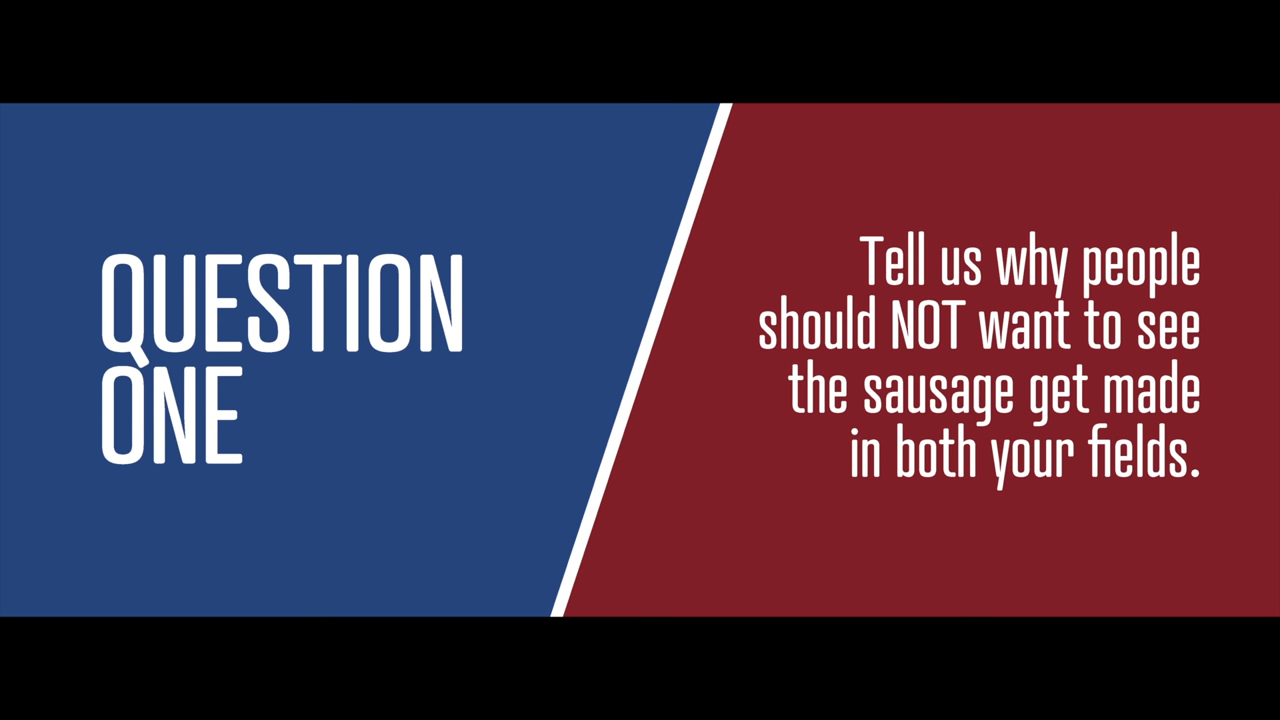 QUESTION
ONE
Tell us why people
should NOT want to see
the sausage get made
in both your fields.